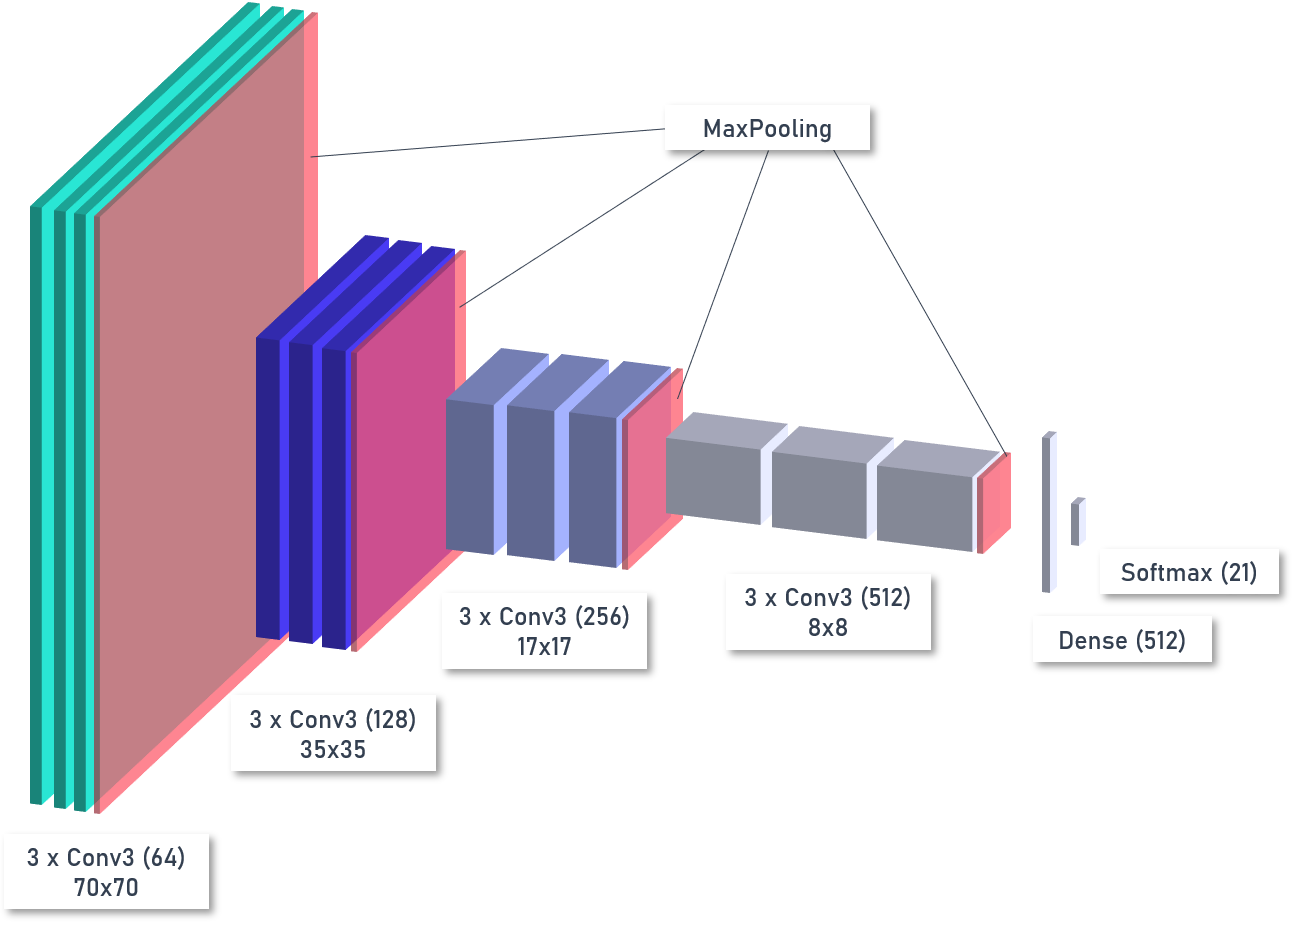 MaxPooling
3 x Conv3 (64)
70x70
3 x Conv3 (128)
35x35
3 x Conv3 (256)
17x17
3 x Conv3 (512)
8x8
Dense (512)
Softmax (21)